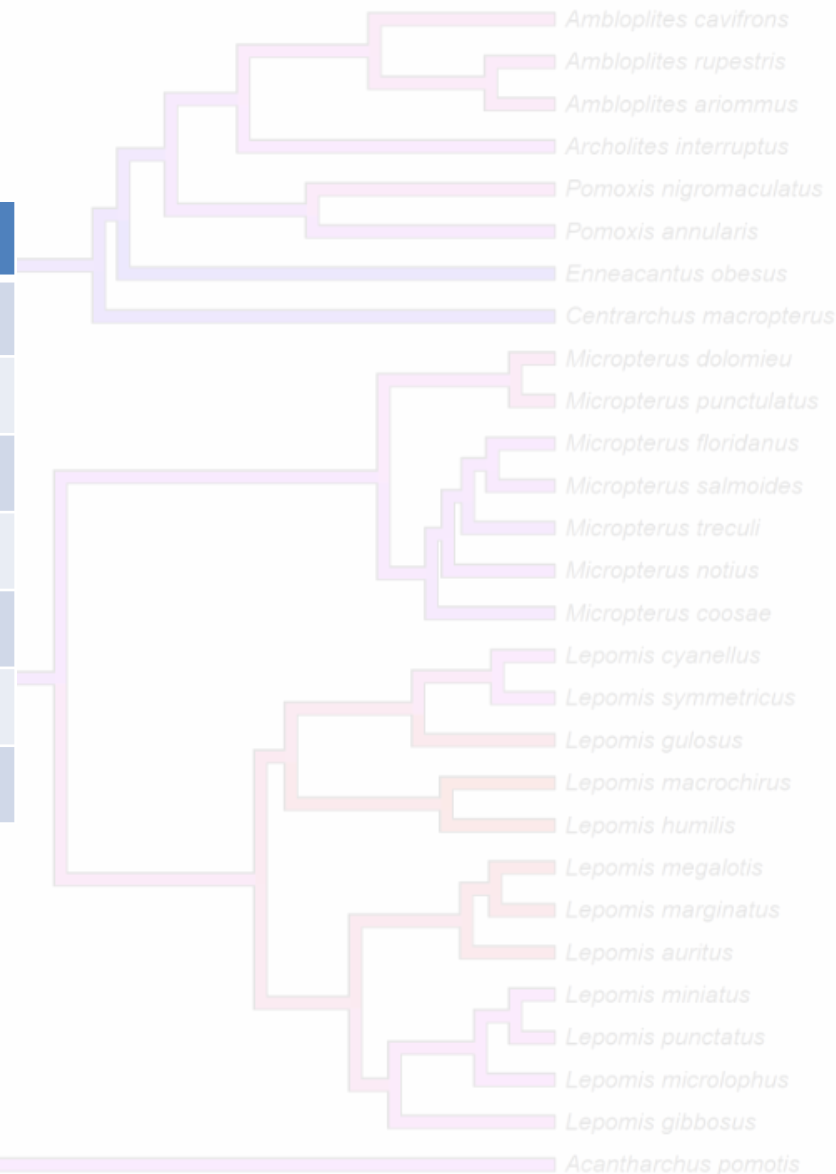 Ambloplites cavifrons
Ambloplites rupestris
Ambloplites ariommus
Archolites interruptus
Pomoxis nigromaculatus
Pomoxis annularis
Enneacantus obesus
Centrarchus macropterus
Micropterus dolomieu
Micropterus punctulatus
Micropterus floridanus
Micropterus salmoides
Micropterus treculi
Micropterus notius
Micropterus coosae
Lepomis cyanellus
Lepomis symmetricus
Lepomis gulosus
Lepomis macrochirus
Lepomis humilis
Lepomis megalotis
Lepomis marginatus
Lepomis auritus
Lepomis miniatus
Lepomis punctatus
Lepomis microlophus
Lepomis gibbosus
Acantharchus pomotis